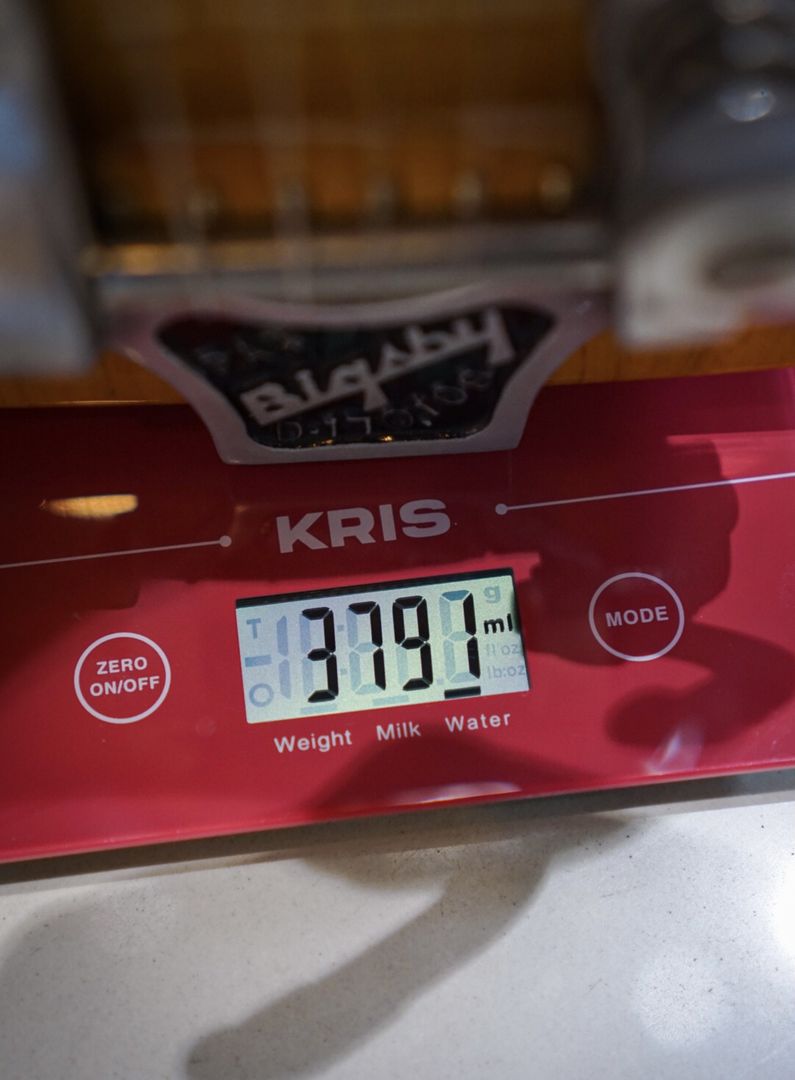 Bigsby
KRIS
T
g
3791 ml
fl oz
lb:oz
ZERO
ON/OFF
MODE
Weight Milk Water